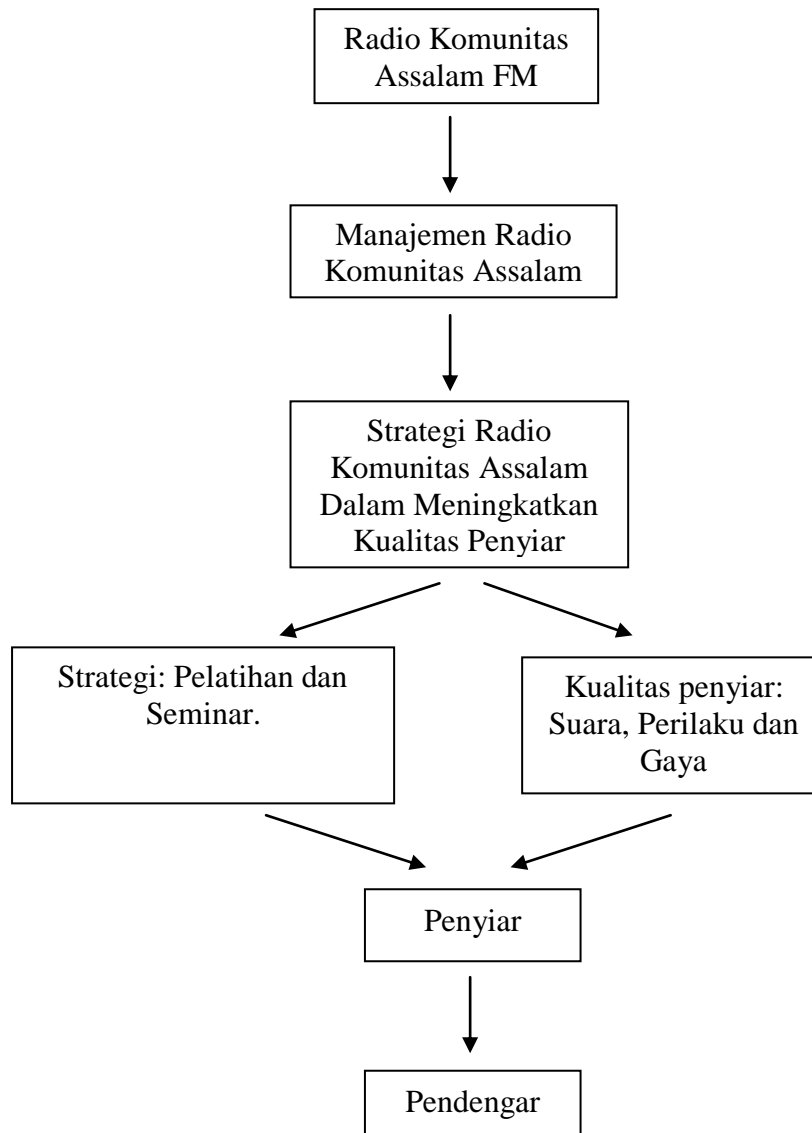 Radio Komunitas
Assalam FM
Manajemen Radio
Komunitas Assalam
Strategi Radio
Komunitas Assalam
Dalam Meningkatkan
Kualitas Penyiar
Strategi: Pelatihan dan
Seminar.
Kualitas penyiar:
Suara, Perilaku dan
Gaya
Penyiar
Pendengar